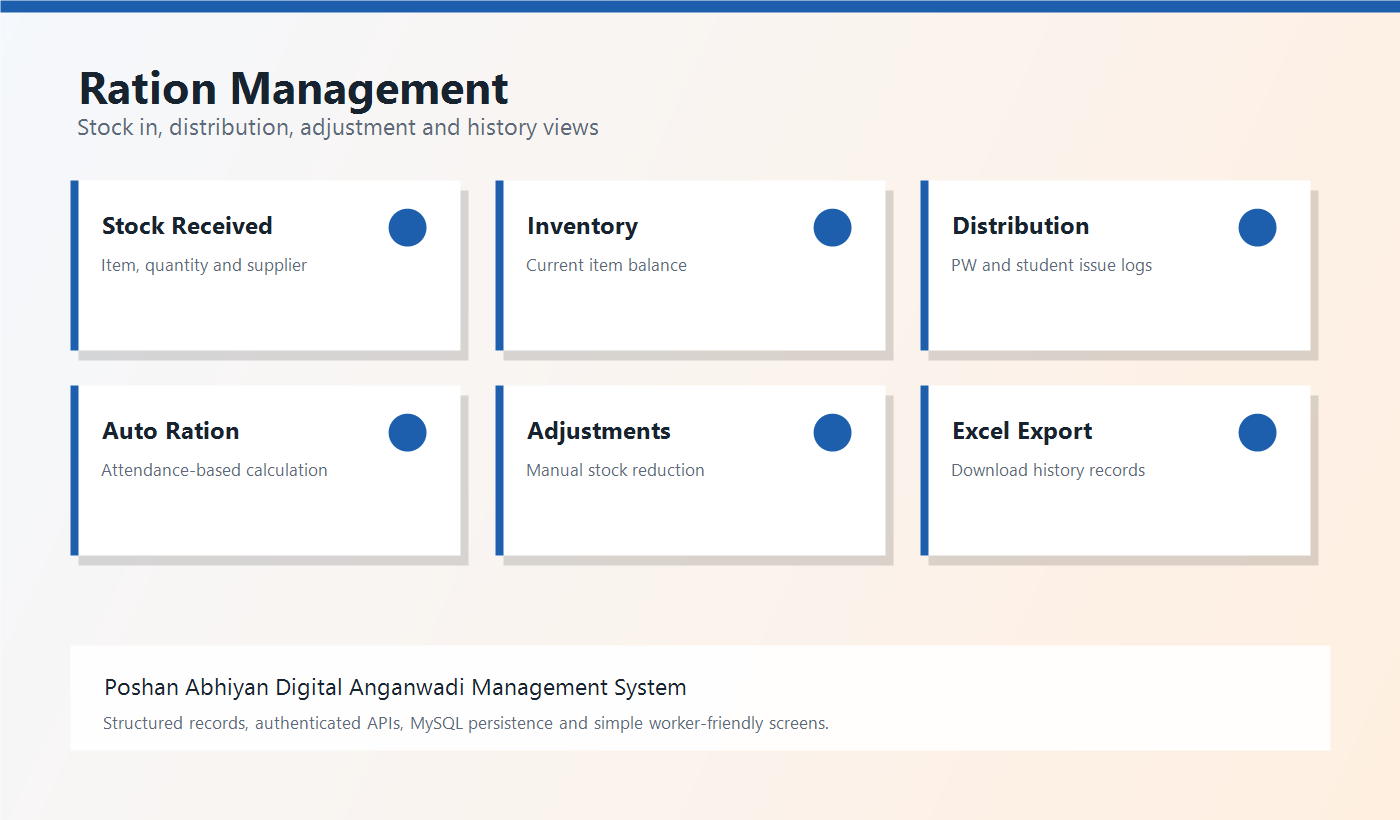 Ration Management
Stock in, distribution, adjustment and history views
Stock Received
Item, quantity and supplier
Inventory
Current item balance
Distribution
PW and student issue logs
Auto Ration
Attendance-based calculation
Adjustments
Manual stock reduction
Excel Export
Download history records
Poshan Abhiyan Digital Anganwadi Management System
Structured records, authenticated APIs, MySQL persistence and simple worker-friendly screens.